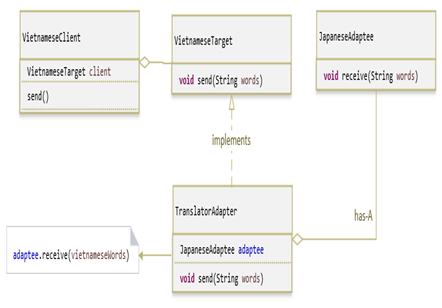 VietnameseClient
VietnameseTarget client
send()
VietnameseTarget
void send(String words)
JapaneseAdaptee
void receive(String words)
implements
TranslatorAdapter
JapaneseAdaptee adaptee
void send(String words)
has-A
adaptee.receive(vietnameseWords)